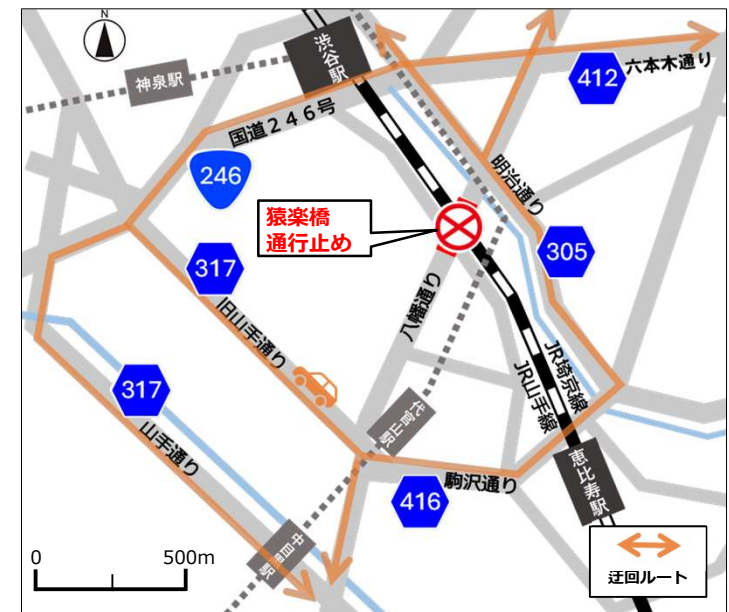 渋谷駅
神泉駅
412
六本木通り
国道246号
246
明治通り
猿楽橋
通行止め
317
305
八幡通り
旧山手通り
JR埼京線
JR山手線
317
代官山駅
山手通り
恵比寿駅
駒沢通り
416
中目黒駅
0
500m
迂回ルート